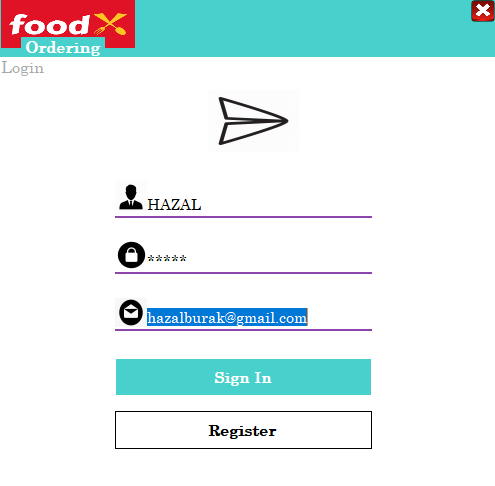 food
Ordering
Login
HAZAL
*****
hazalburak@gmail.com
Sign In
Register